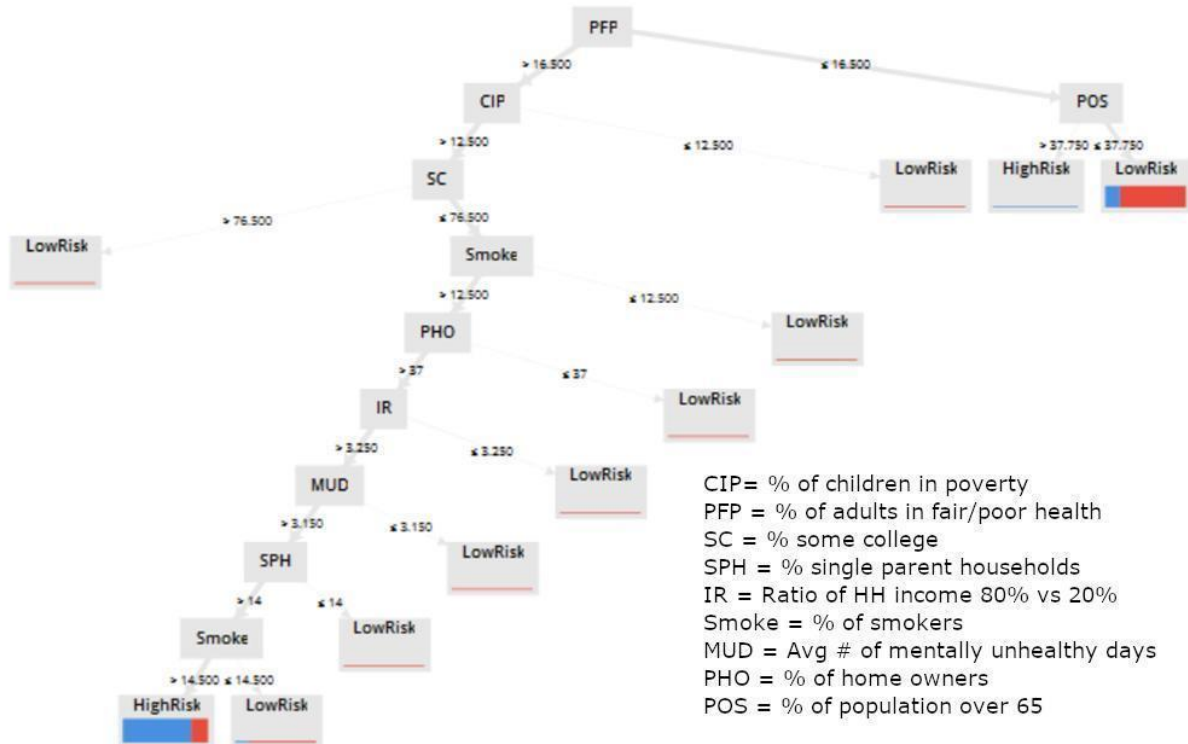 PFP
> 16.500
≤ 16.500
CIP
POS
> 12.500
≤ 12.500
> 37.750 ≤ 37.750
SC
LowRisk
HighRisk
LowRisk
> 76.500
≤ 76.500
LowRisk
Smoke
> 12.500
≤ 12.500
PHO
LowRisk
> 37
≤ 37
IR
LowRisk
> 3.250
≤ 3.250
MUD
LowRisk
> 3.150
≤ 3.150
SPH
LowRisk
> 14
≤ 14
Smoke
LowRisk
> 14.500 ≤ 14.500
HighRisk
LowRisk
CIP= % of children in poverty
PFP = % of adults in fair/poor health
SC = % some college
SPH = % single parent households
IR = Ratio of HH income 80% vs 20%
Smoke = % of smokers
MUD = Avg # of mentally unhealthy days
PHO = % of home owners
POS = % of population over 65